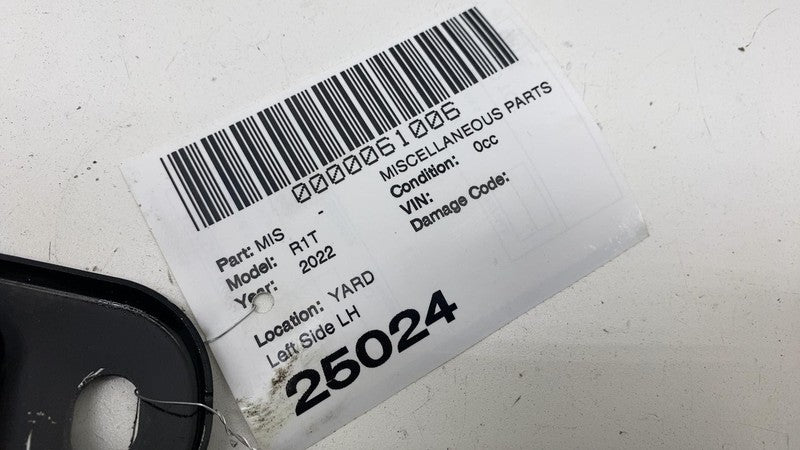 0000061006
Part: MIS - MISCELLANEOUS PARTS
Model: R1T Condition: 0cc
Year: 2022 VIN:
Damage Code:
Location: YARD
Left Side LH
25024